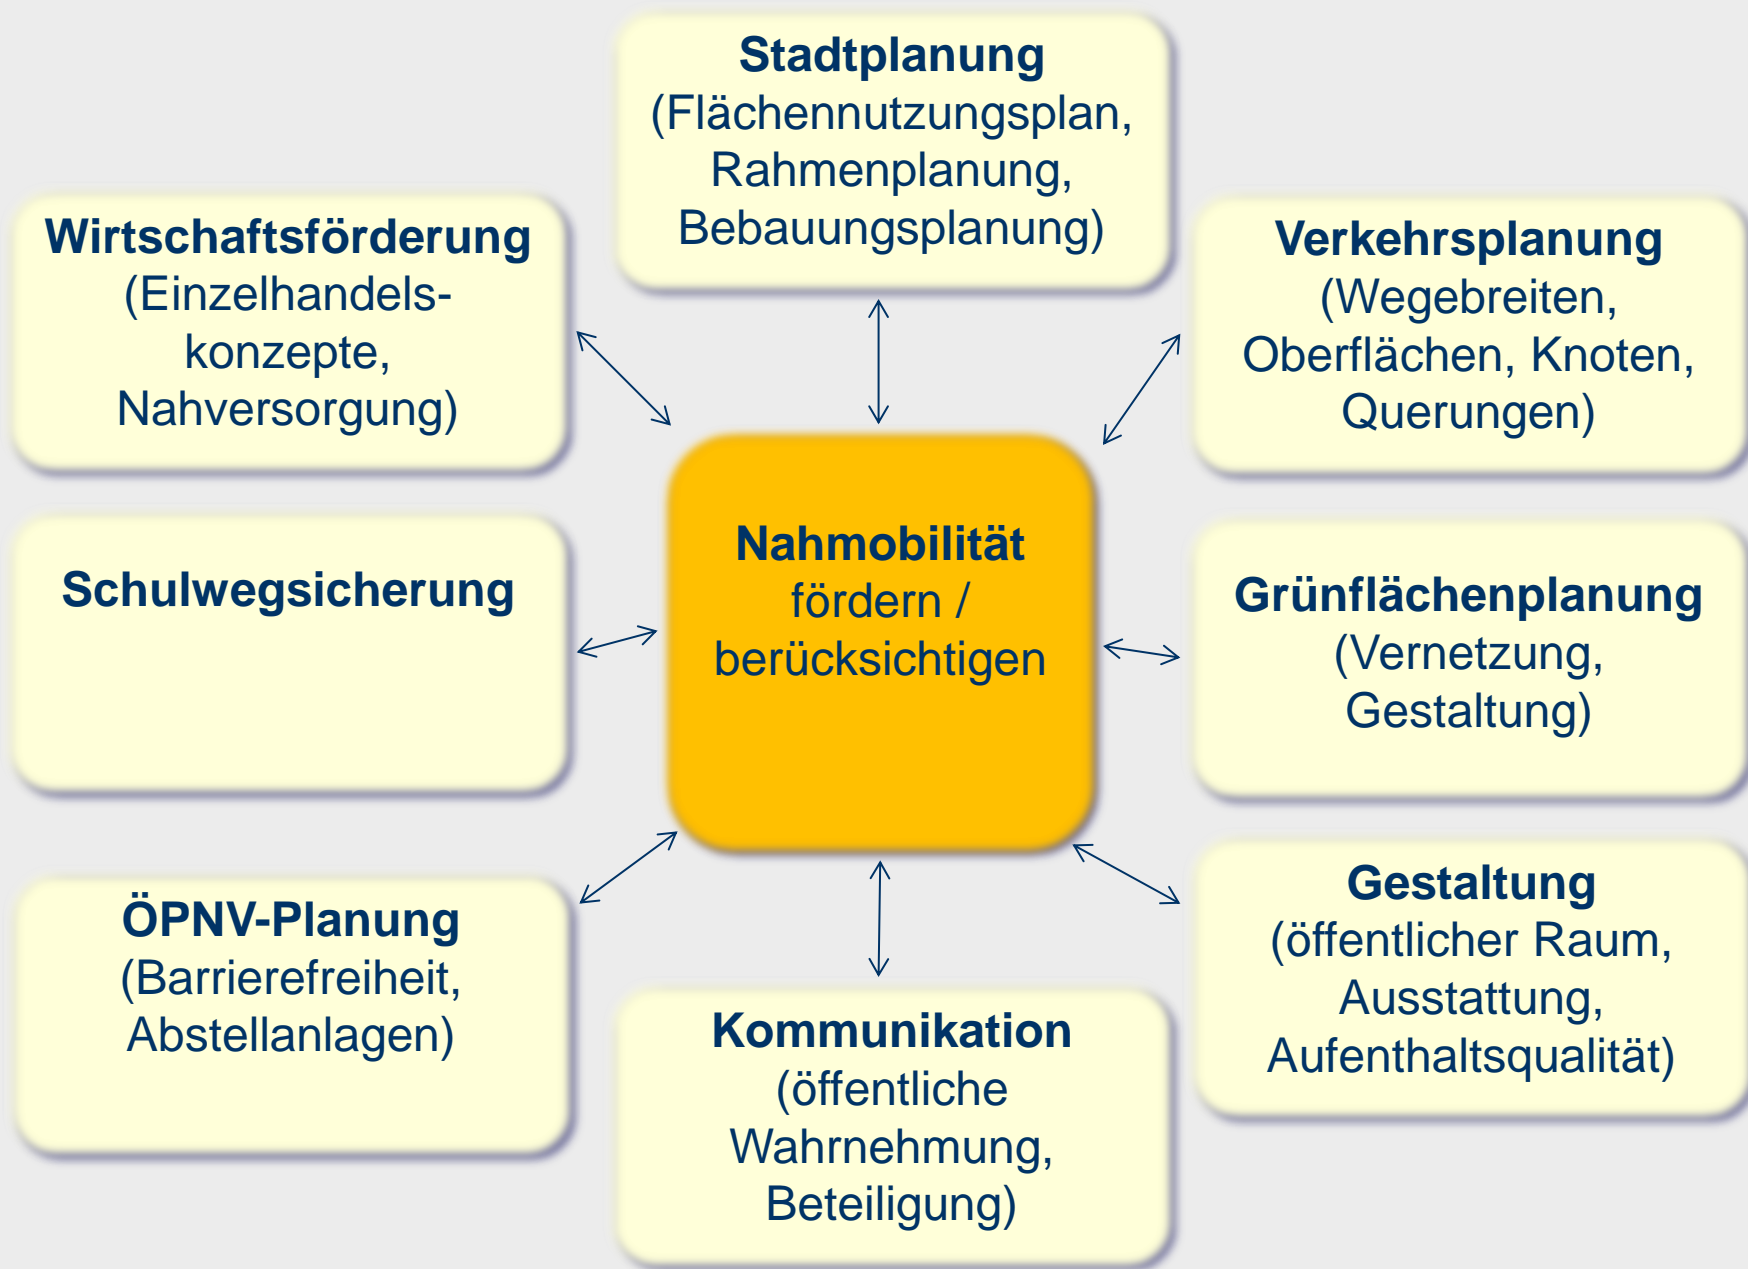 Stadtplanung
(Flächennutzungsplan,
Rahmenplanung,
Bebauungsplanung)
Wirtschaftsförderung
(Einzelhandels-
konzepte,
Nahversorgung)
Verkehrsplanung
(Wegebreiten,
Oberflächen, Knoten,
Querungen)
Schulwegsicherung
Nahmobilität
fördern /
berücksichtigen
Grünflächenplanung
(Vernetzung,
Gestaltung)
ÖPNV-Planung
(Barrierefreiheit,
Abstellanlagen)
Kommunikation
(öffentliche
Wahrnehmung,
Beteiligung)
Gestaltung
(öffentlicher Raum,
Ausstattung,
Aufenthaltsqualität)